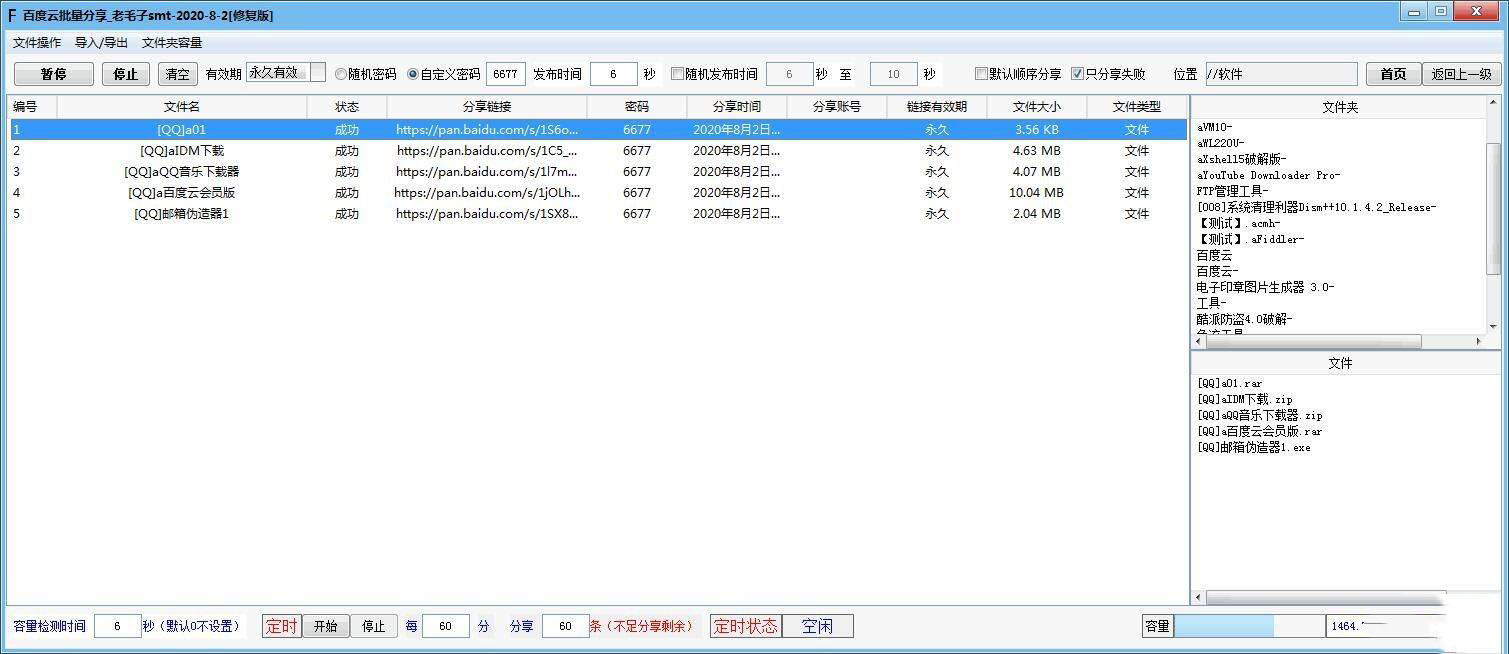 百度云批量分享_老毛子smt-2020-8-2[修复版]
文件操作 导入/导出 文件夹容量
暂停 停止 清空 有效期 永久有效 随机密码 自定义密码 6677 发布时间 6 秒 随机发布时间 6 秒 至 10 秒 默认顺序分享 只分享失败 位置 //软件 首页 返回上一级
编号 文件名 状态 分享链接 密码 分享时间 分享账号 链接有效期 文件大小 文件类型
1 [QQ]a01 成功 https://pan.baidu.com/s/1S6o... 6677 2020年8月2日... 永久 3.56 KB 文件
2 [QQ]aIDM下载 成功 https://pan.baidu.com/s/1C5_... 6677 2020年8月2日... 永久 4.63 MB 文件
3 [QQ]aQQ音乐下载器 成功 https://pan.baidu.com/s/1l7m... 6677 2020年8月2日... 永久 4.07 MB 文件
4 [QQ]a百度云会员版 成功 https://pan.baidu.com/s/1jOLh... 6677 2020年8月2日... 永久 10.04 MB 文件
5 [QQ]邮箱伪造器1 成功 https://pan.baidu.com/s/1SX8... 6677 2020年8月2日... 永久 2.04 MB 文件
文件夹
aVM10-
aWL220U-
aXshell5破解版-
aYouTube Downloader Pro-
FTP管理工具-
[008]系统清理利器Dism++10.1.4.2_Release-
【测试】.acmh-
【测试】.aFiddler-
百度云
百度云-
电子印章图片生成器 3.0-
工具-
酷派防盗4.0破解-
文件
[QQ]a01.rar
[QQ]aIDM下载.zip
[QQ]aQQ音乐下载器.zip
[QQ]a百度云会员版.rar
[QQ]邮箱伪造器1.exe
容量检测时间 6 秒（默认0不设置） 定时 开始 停止 每 60 分 分享 60 条（不足分享剩余） 定时状态 空闲 容量 1464.